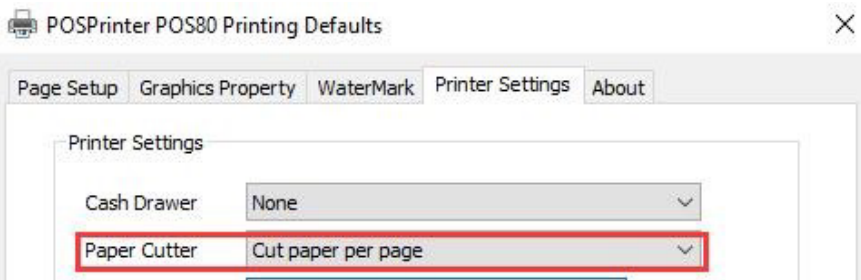 POSPrinter POS80 Printing Defaults
Page Setup Graphics Property WaterMark Printer Settings About
Printer Settings
Cash Drawer None
Paper Cutter Cut paper per page